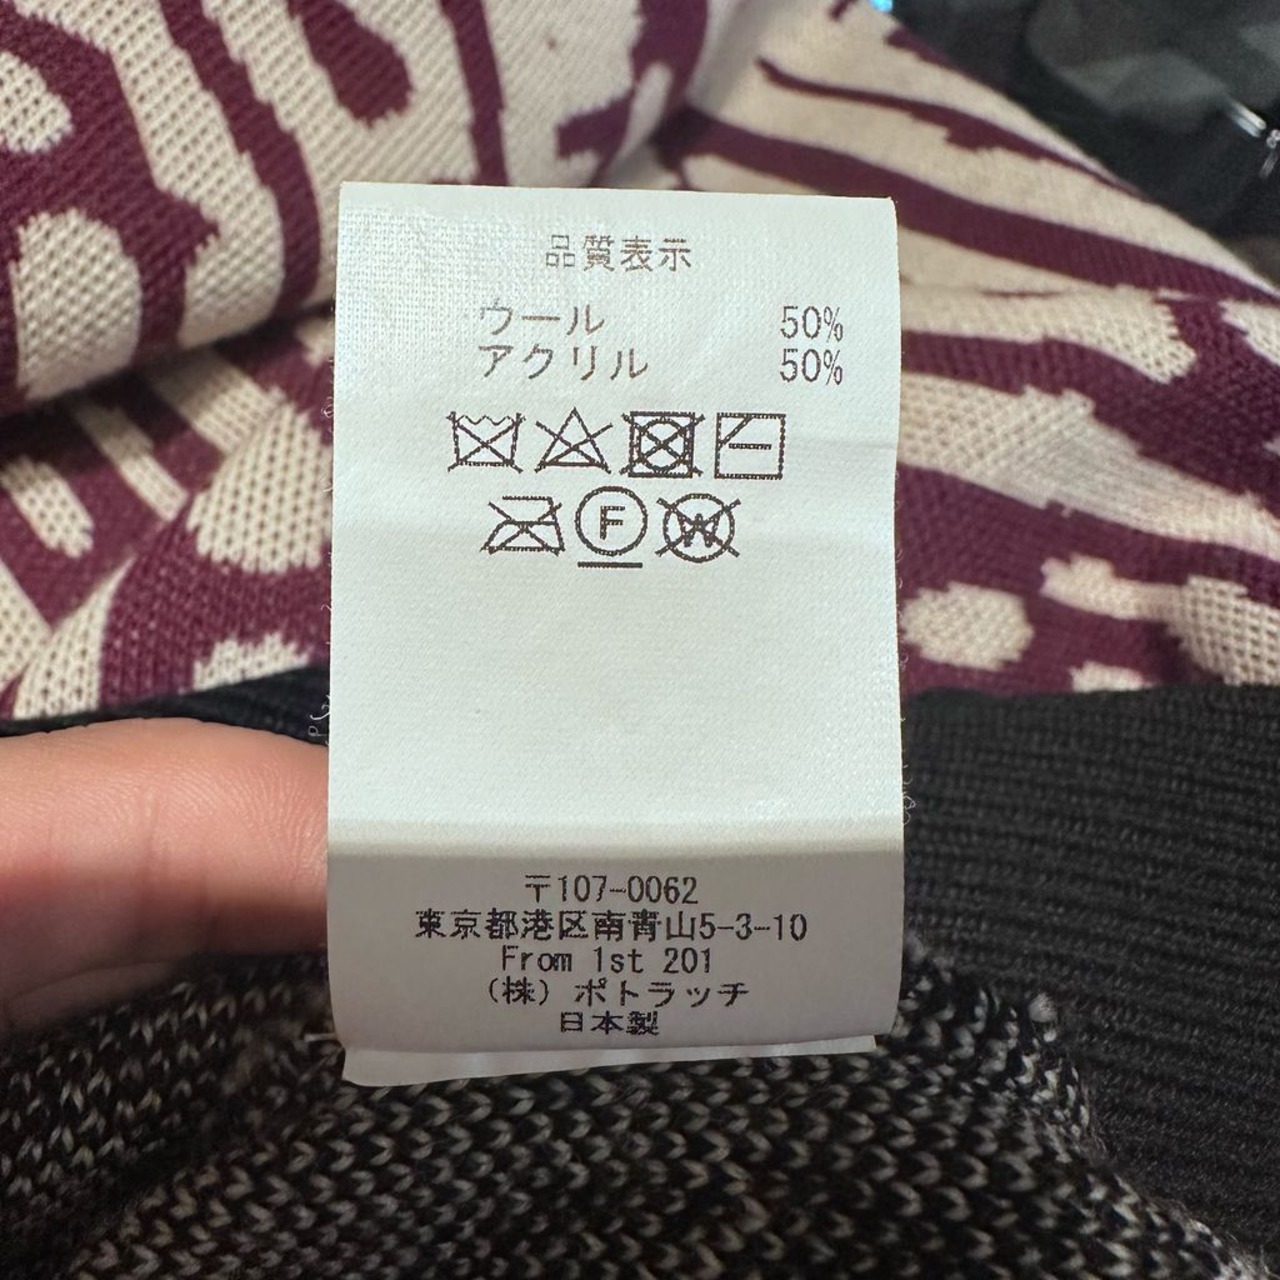 品質表示
ウール 50%
アクリル 50%
F
W
〒107-0062
東京都港区南青山5-3-10
From 1st 201
(株)ポトラッチ
日本製